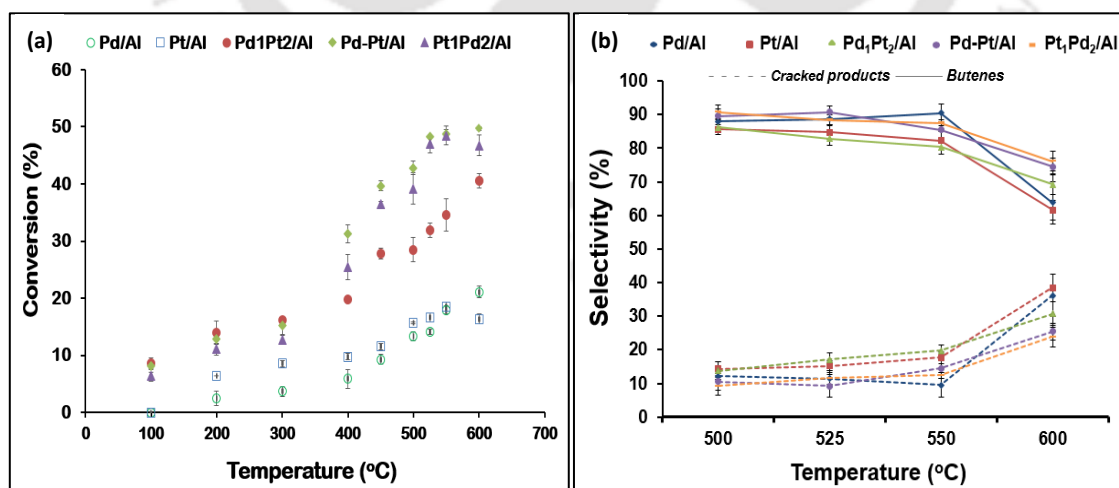 (a)
Pd/Al Pt/Al Pd1Pt2/Al Pd-Pt/Al Pt1Pd2/Al
60
50
40
30
20
10
0
Conversion (%)
0 100 200 300 400 500 600 700
Temperature (ºC)
(b)
Pd/Al Pt/Al Pd₁Pt₂/Al Pd-Pt/Al Pt₁Pd₂/Al
Cracked products Butenes
100
90
80
70
60
50
40
30
20
10
0
Selectivity (%)
500 525 550 600
Temperature (ºC)